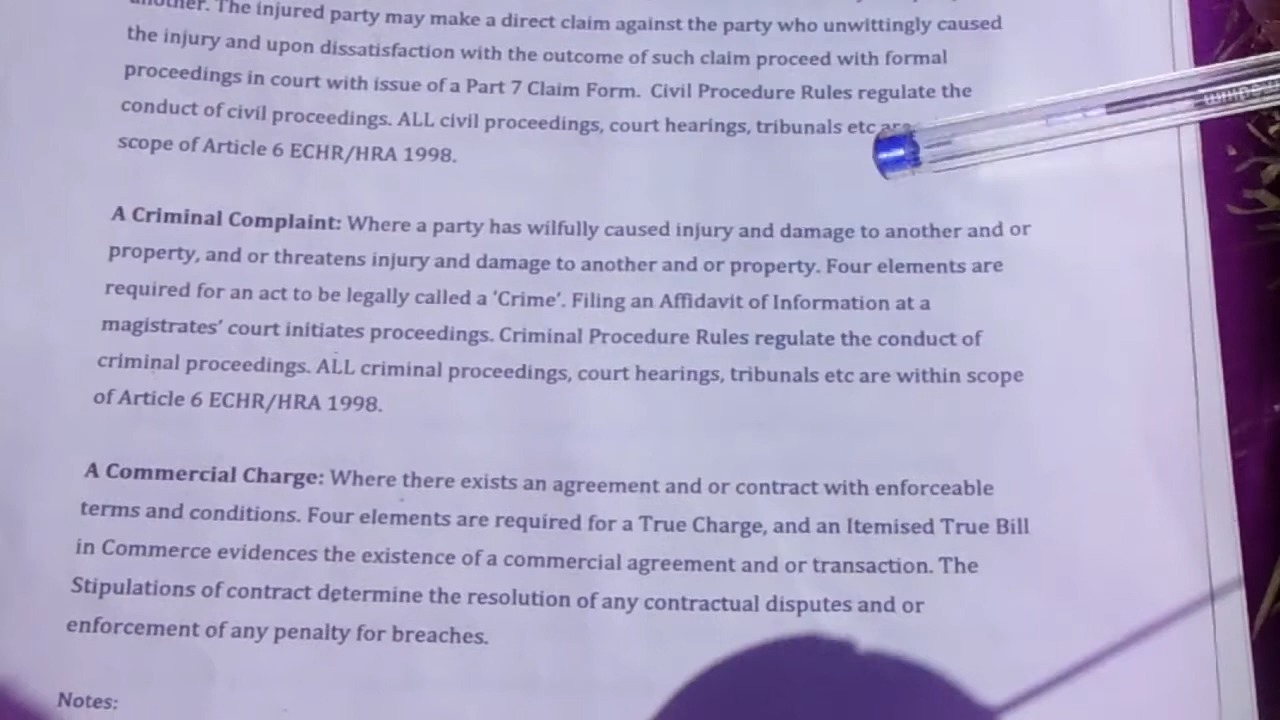 another. The injured party may make a direct claim against the party who unwittingly caused
the injury and upon dissatisfaction with the outcome of such claim proceed with formal
proceedings in court with issue of a Part 7 Claim Form. Civil Procedure Rules regulate the
conduct of civil proceedings. ALL civil proceedings, court hearings, tribunals etc are
scope of Article 6 ECHR/HRA 1998.
A Criminal Complaint: Where a party has wilfully caused injury and damage to another and or
property, and or threatens injury and damage to another and or property. Four elements are
required for an act to be legally called a ‘Crime’. Filing an Affidavit of Information at a
magistrates’ court initiates proceedings. Criminal Procedure Rules regulate the conduct of
criminal proceedings. ALL criminal proceedings, court hearings, tribunals etc are within scope
of Article 6 ECHR/HRA 1998.
A Commercial Charge: Where there exists an agreement and or contract with enforceable
terms and conditions. Four elements are required for a True Charge, and an Itemised True Bill
in Commerce evidences the existence of a commercial agreement and or transaction. The
Stipulations of contract determine the resolution of any contractual disputes and or
enforcement of any penalty for breaches.
Notes: